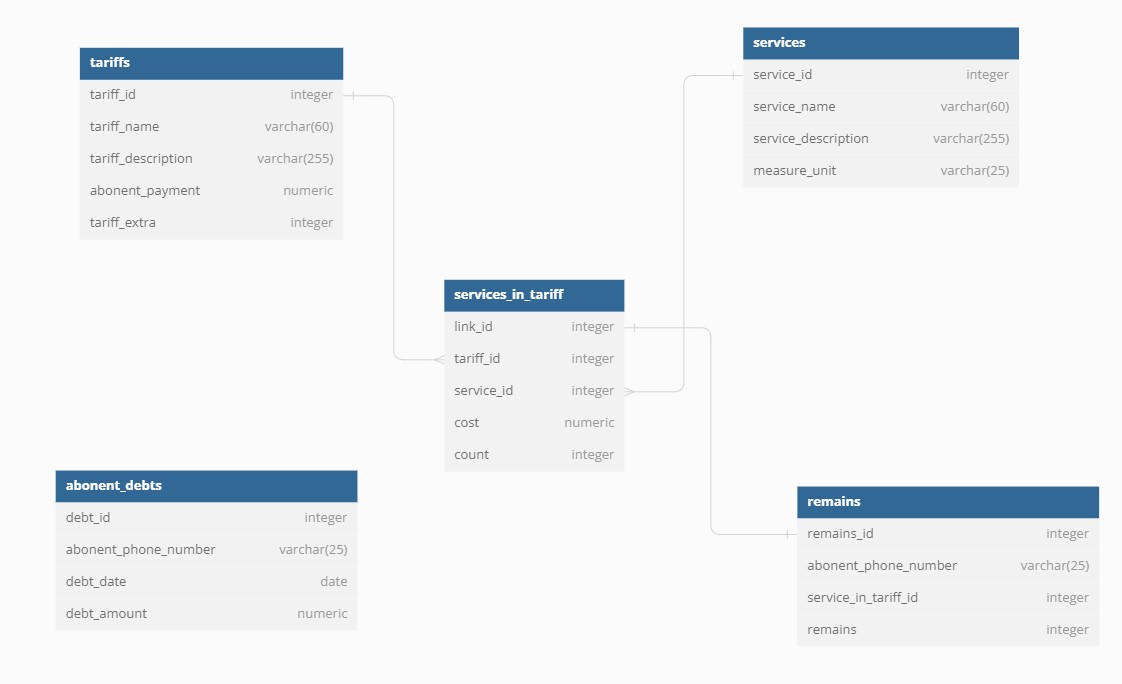 tariffs
tariff_id integer
tariff_name varchar(60)
tariff_description varchar(255)
abonent_payment numeric
tariff_extra integer
services
service_id integer
service_name varchar(60)
service_description varchar(255)
measure_unit varchar(25)
services_in_tariff
link_id integer
tariff_id integer
service_id integer
cost numeric
count integer
abonent_debts
debt_id integer
abonent_phone_number varchar(25)
debt_date date
debt_amount numeric
remains
remains_id integer
abonent_phone_number varchar(25)
service_in_tariff_id integer
remains integer